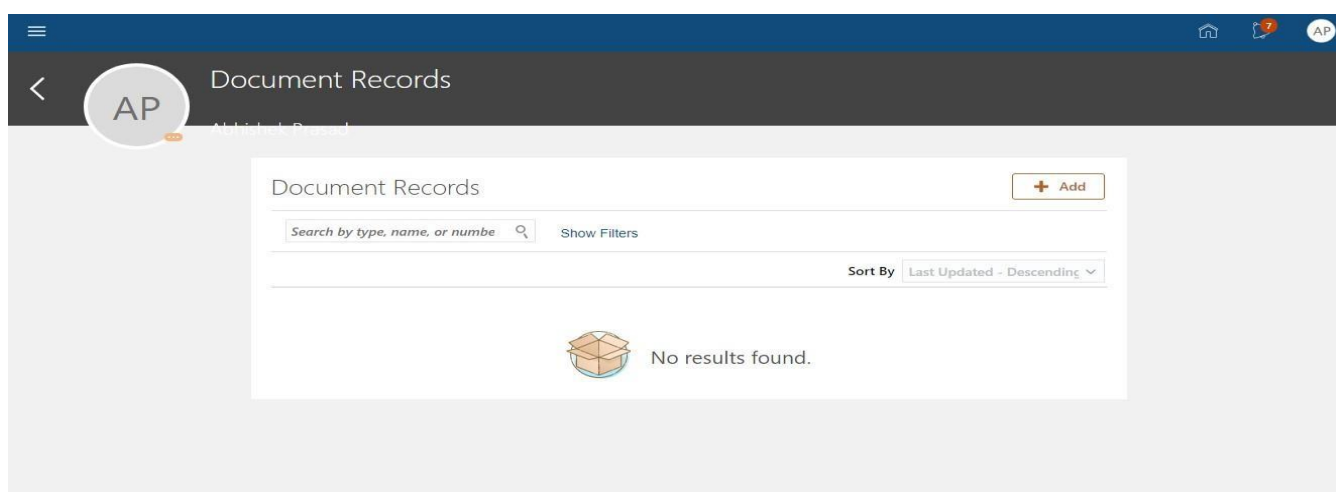 7
AP
Document Records
AP
Abhishek Prasad
Document Records
+ Add
Search by type, name, or numbe
Show Filters
Sort By Last Updated - Descending
No results found.